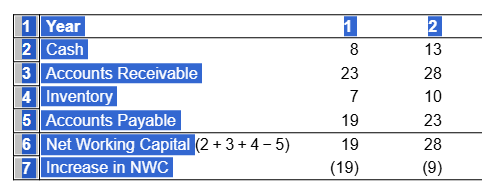 1 Year 1 2
2 Cash 8 13
3 Accounts Receivable 23 28
4 Inventory 7 10
5 Accounts Payable 19 23
6 Net Working Capital (2 + 3 + 4 − 5) 19 28
7 Increase in NWC (19) (9)